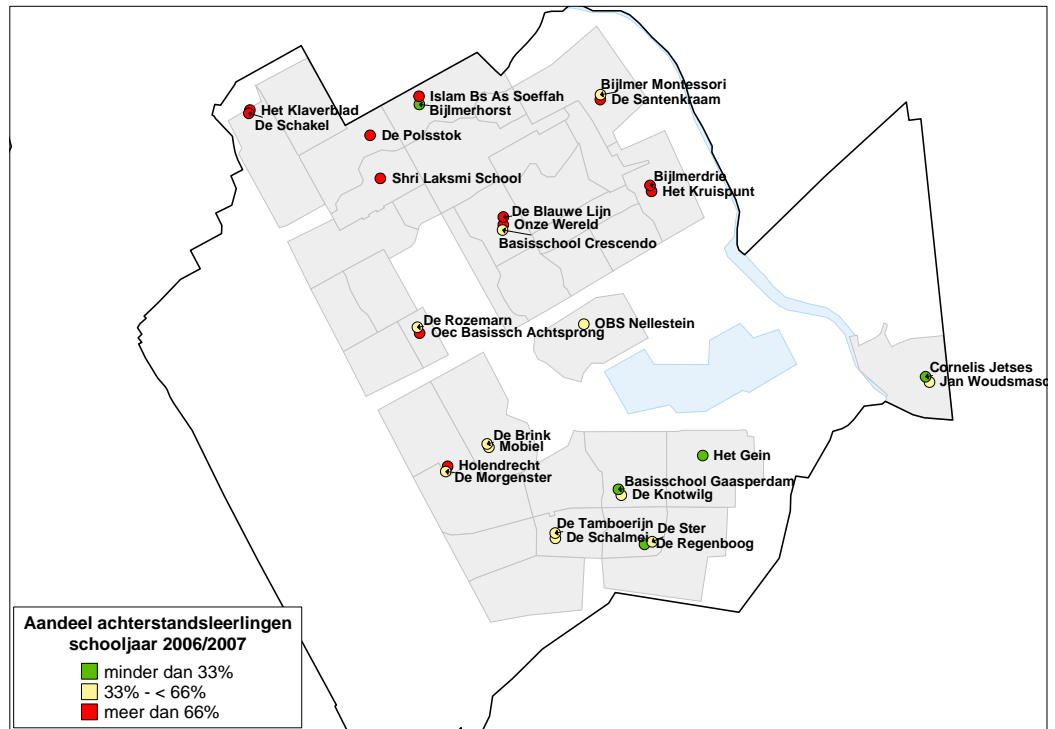 Bijlmer Montessori
De Santenkraam
Islam Bs As Soeffah
Bijlmerhorst
Het Klaverblad
De Schakel
De Polsstok
Shri Laksmi School
Bijlmerdrie
Het Kruispunt
De Blauwe Lijn
Onze Wereld
Basisschool Crescendo
De Rozemarn
Oec Basissch Achtsprong
OBS Nellestein
Cornelis Jetses
Jan Woudsmasc
De Brink
Mobiel
Holendrecht
De Morgenster
Het Gein
Basisschool Gaasperdam
De Knotwilg
De Tamboerijn
De Schalmei
De Ster
De Regenboog
Aandeel achterstandsleerlingen
schooljaar 2006/2007
minder dan 33%
33% - < 66%
meer dan 66%